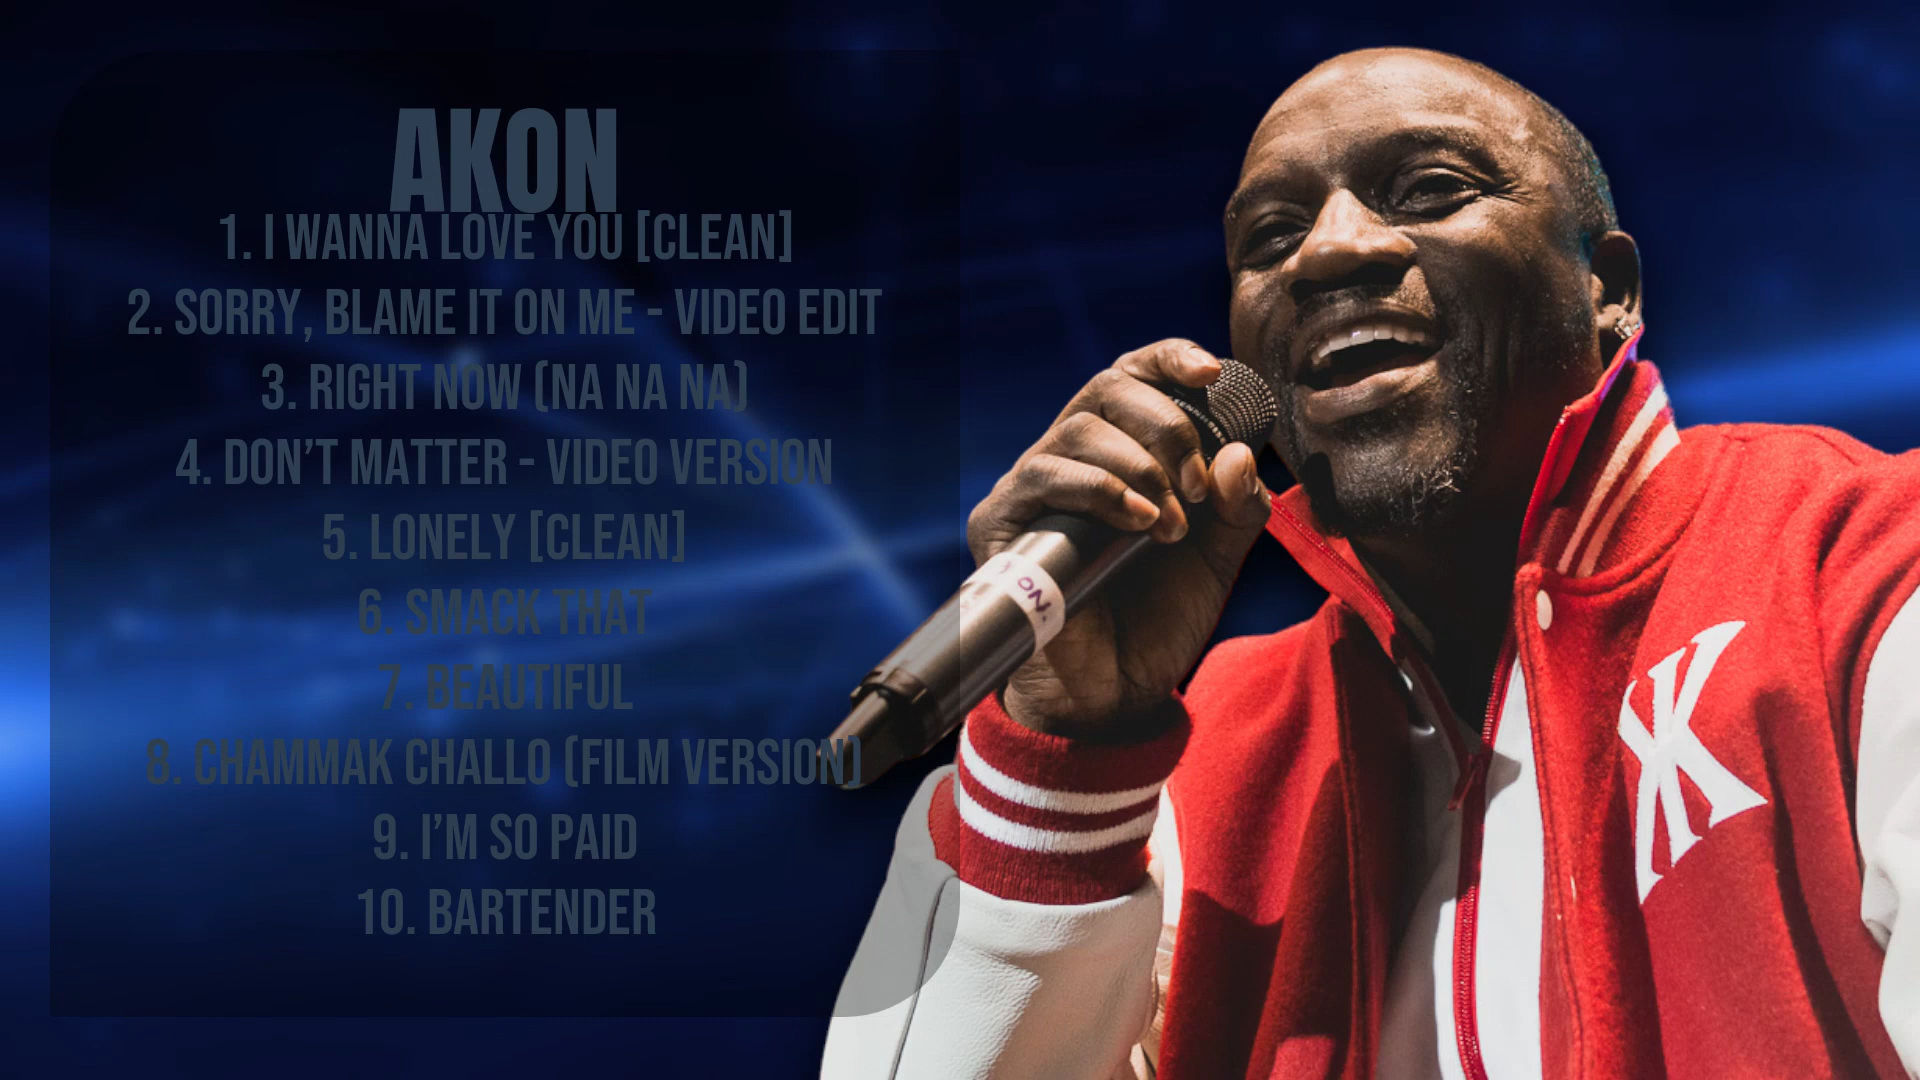 AKON
1. I WANNA LOVE YOU [CLEAN]
2. SORRY, BLAME IT ON ME - VIDEO EDIT
3. RIGHT NOW (NA NA NA)
4. DON’T MATTER - VIDEO VERSION
5. LONELY [CLEAN]
6. SMACK THAT
7. BEAUTIFUL
8. CHAMMAK CHALLO (FILM VERSION)
9. I’M SO PAID
10. BARTENDER
ON.